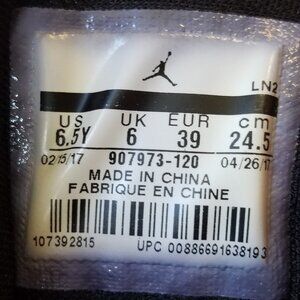 LN2
US UK EUR cm
6.5Y 6 39 24.5
02/15/17 907973-120 04/26/17
MADE IN CHINA
FABRIQUE EN CHINE
107392815 UPC 00886691638193